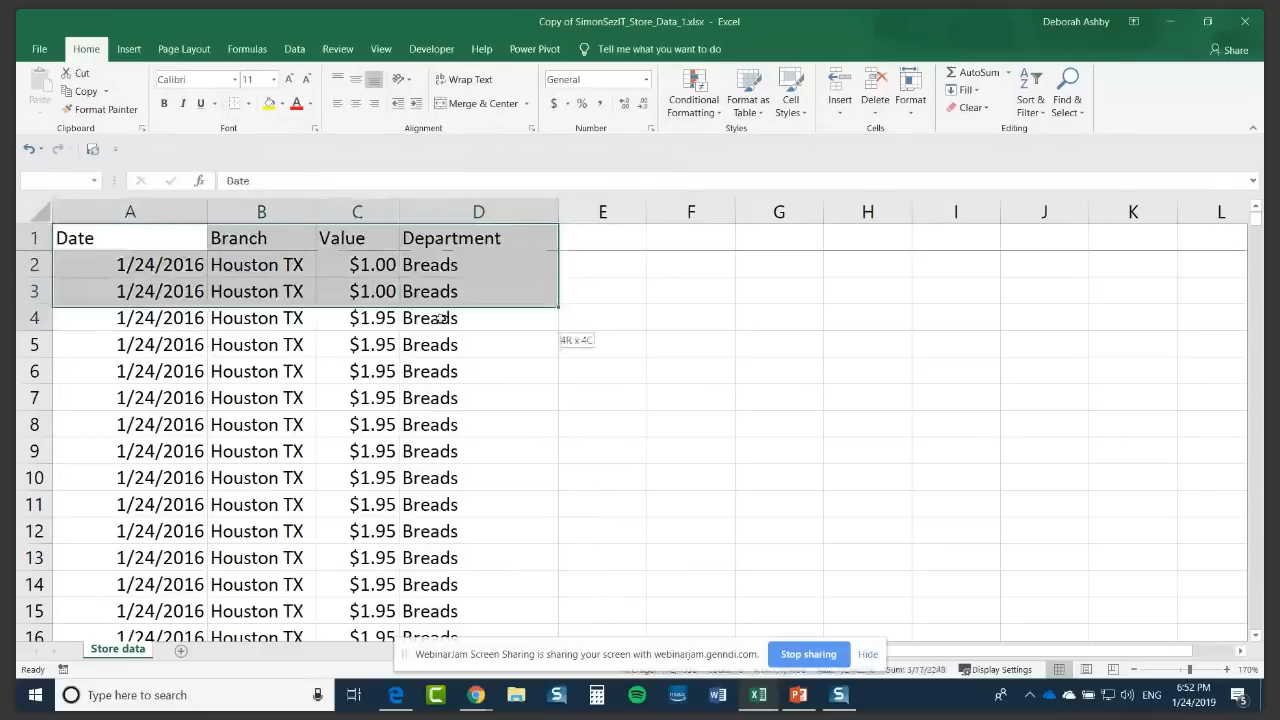 Copy of SimonSezIT_Store_Data_1.xlsx - Excel
Deborah Ashby
File Home Insert Page Layout Formulas Data Review View Developer Help Power Pivot Tell me what you want to do Share
Paste
Cut
Copy
Format Painter
Clipboard
Calibri 11
B I U
Font
Wrap Text
Merge & Center
Alignment
General
$ % ,
Number
Conditional Formatting
Format as Table
Cell Styles
Styles
Insert Delete Format
Cells
AutoSum
Fill
Clear
Sort & Filter
Find & Select
Editing
fx Date
A B C D E F G H I J K L
1 Date Branch Value Department
2 1/24/2016 Houston TX $1.00 Breads
3 1/24/2016 Houston TX $1.00 Breads
4 1/24/2016 Houston TX $1.95 Breads
5 1/24/2016 Houston TX $1.95 Breads
4R x 4C
6 1/24/2016 Houston TX $1.95 Breads
7 1/24/2016 Houston TX $1.95 Breads
8 1/24/2016 Houston TX $1.95 Breads
9 1/24/2016 Houston TX $1.95 Breads
10 1/24/2016 Houston TX $1.95 Breads
11 1/24/2016 Houston TX $1.95 Breads
12 1/24/2016 Houston TX $1.95 Breads
13 1/24/2016 Houston TX $1.95 Breads
14 1/24/2016 Houston TX $1.95 Breads
15 1/24/2016 Houston TX $1.95 Breads
16 1/24/2016 Houston TX $1.95 Breads
Store data
WebinarJam Screen Sharing is sharing your screen with webinarjam.genndi.com.
Stop sharing
Hide
Ready
Display Settings
170%
Type here to search
ENG
6:52 PM
1/24/2019
5